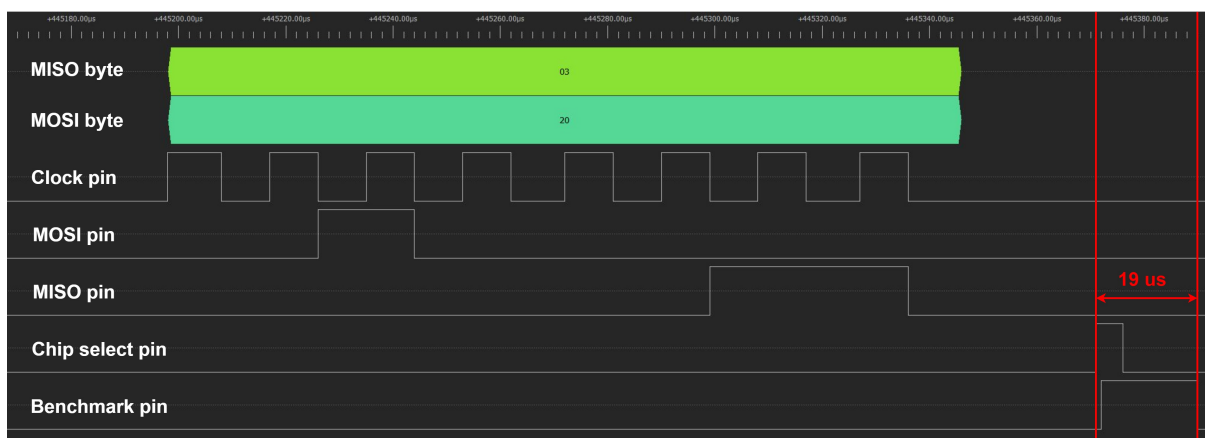 +445180.00µs +445200.00µs +445220.00µs +445240.00µs +445260.00µs +445280.00µs +445300.00µs +445320.00µs +445340.00µs +445360.00µs +445380.00µs
MISO byte 03
MOSI byte 20
Clock pin
MOSI pin
MISO pin 19 us
Chip select pin
Benchmark pin